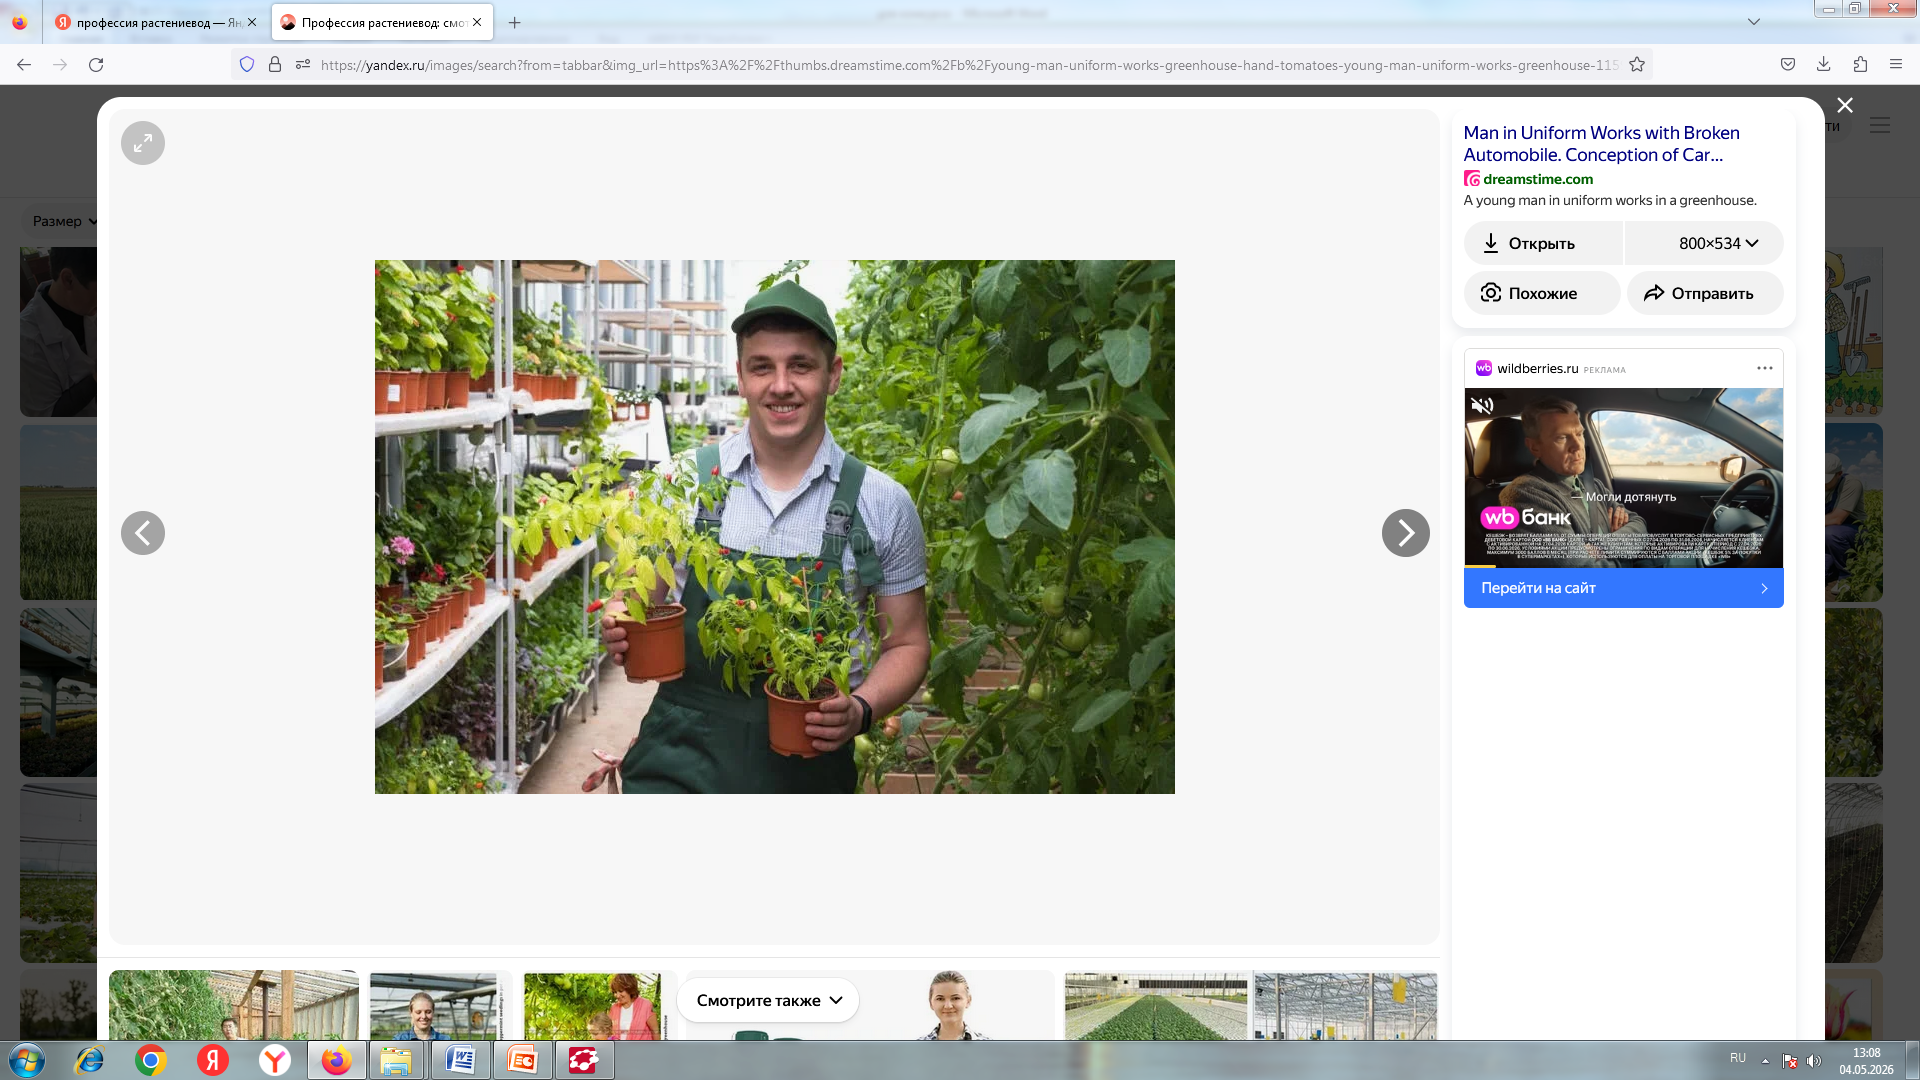 профессия растениевод — Ян
Профессия растениевод: смот
https://yandex.ru/images/search?from=tabbar&img_url=https%3A%2F%2Fthumbs.dreamstime.com%2Fb%2Fyoung-man-uniform-works-greenhouse-hand-tomatoes-young-man-uniform-works-greenhouse-115
ти
Размер
Man in Uniform Works with Broken
Automobile. Conception of Car...
dreamstime.com
A young man in uniform works in a greenhouse.
Открыть
800×534
Похожие
Отправить
wb wildberries.ru РЕКЛАМА
— Могли дотянуть
wb банк
Перейти на сайт
Смотрите также
RU
13:08
04.05.2026